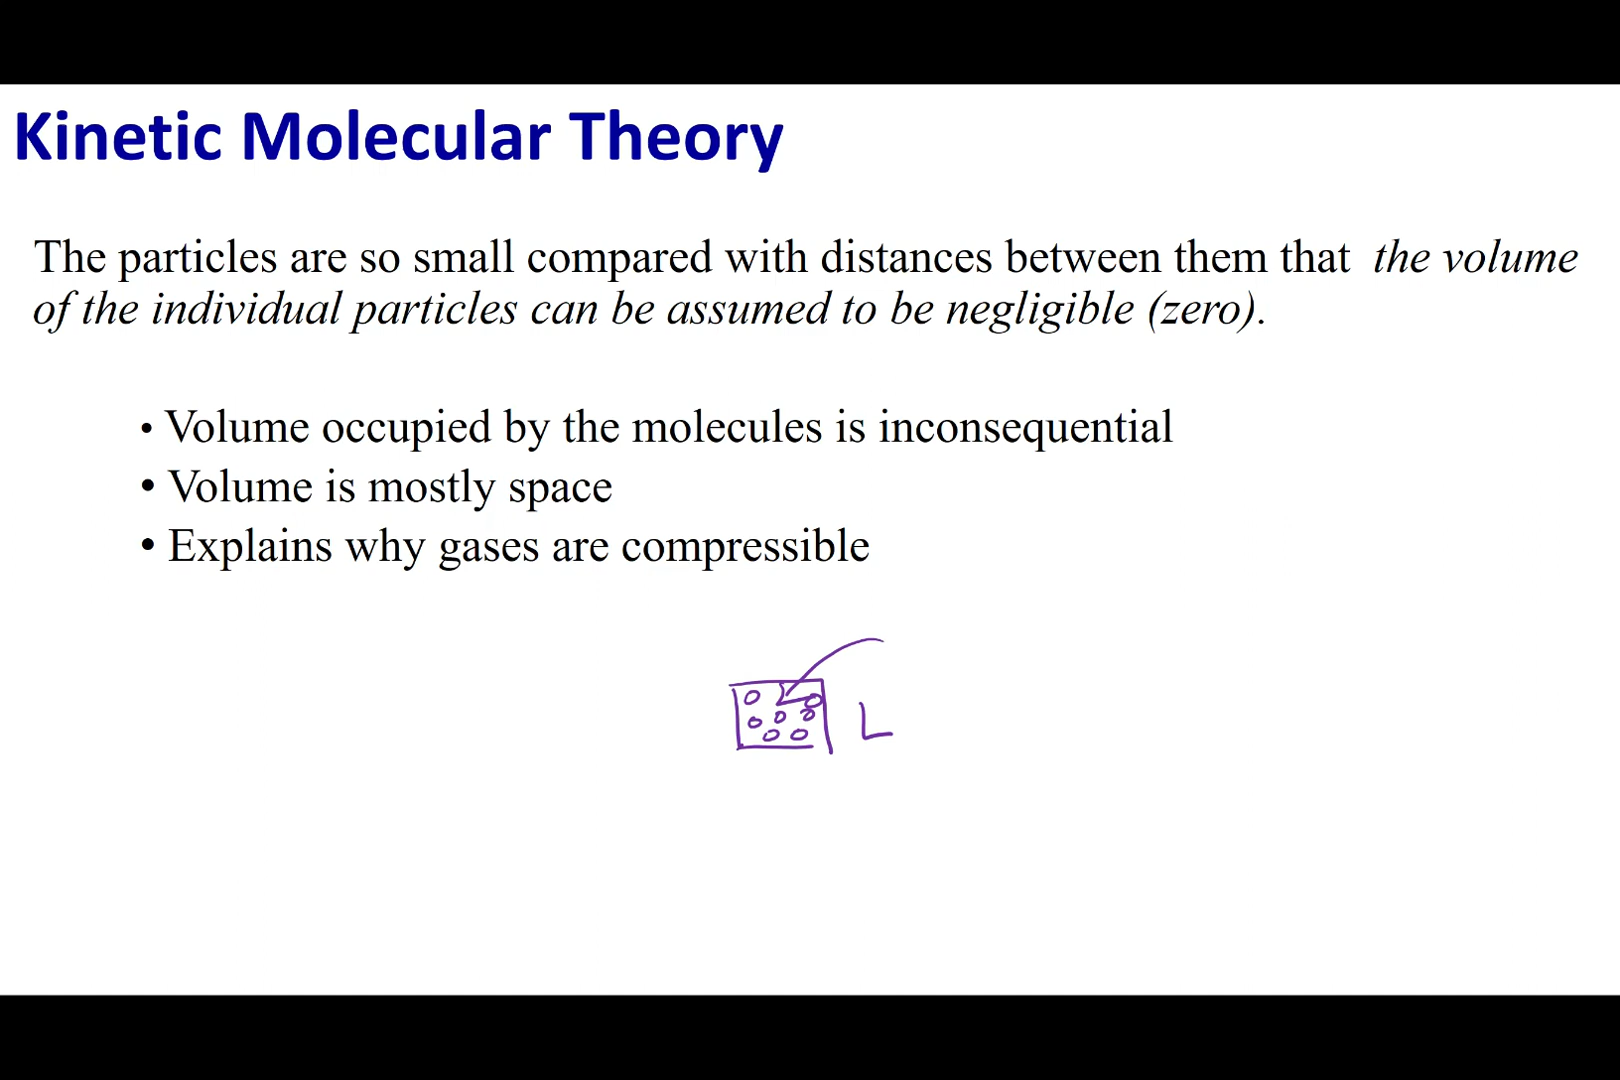 Kinetic Molecular Theory
The particles are so small compared with distances between them that the volume
of the individual particles can be assumed to be negligible (zero).
• Volume occupied by the molecules is inconsequential
• Volume is mostly space
• Explains why gases are compressible
L